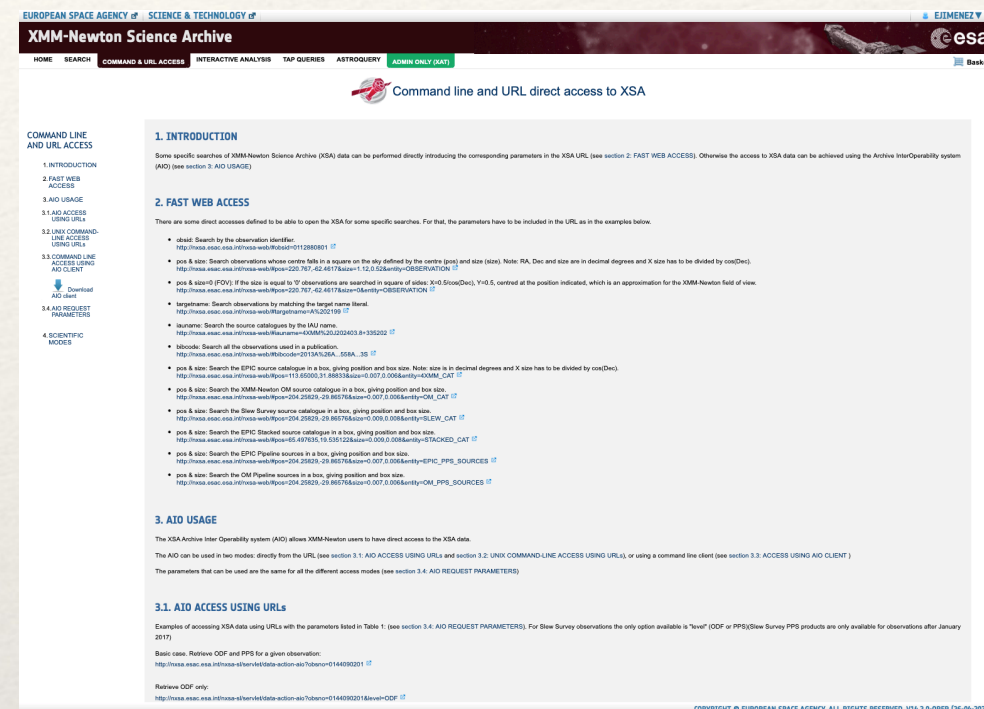 EUROPEAN SPACE AGENCY SCIENCE & TECHNOLOGY
EJIMENEZ
XMM-Newton Science Archive
esa
HOME SEARCH COMMAND & URL ACCESS INTERACTIVE ANALYSIS TAP QUERIES ASTROQUERY ADMIN ONLY (XAT)
Command line and URL direct access to XSA
COMMAND LINE
AND URL ACCESS
1. INTRODUCTION
2. FAST WEB
ACCESS
3. AIO USAGE
3.1. AIO ACCESS
USING URLs
3.2. UNIX COMMAND-
LINE ACCESS
USING URLs
3.3. COMMAND LINE
ACCESS USING
AIO CLIENT
Download
AIO client
3.4. AIO REQUEST
PARAMETERS
4. SCIENTIFIC
MODES
1. INTRODUCTION
Some specific searches of XMM-Newton Science Archive (XSA) data can be performed directly introducing the corresponding parameters in the XSA URL (see section 2: FAST WEB ACCESS). Otherwise the access to XSA data can be achieved using the Archive InterOperability system
(AIO) (see section 3: AIO USAGE)
2. FAST WEB ACCESS
There are some direct accesses defined to be able to open the XSA for some specific searches. For that, the parameters have to be included in the URL as in the examples below.
• obsid: Search by the observation identifier.
http://nxsa.esac.esa.int/nxsa-web/#obsid=0112880801
• pos & size: Search observations whose centre falls in a square on the sky defined by the centre (pos) and size (size). Note: RA, Dec and size are in decimal degrees and X size has to be divided by cos(Dec).
http://nxsa.esac.esa.int/nxsa-web/#pos=220.767,-62.4617&size=1.12,0.52&entity=OBSERVATION
• pos & size=0 (FOV): If the size is equal to '0' observations are searched in square of sides: X=0.5/cos(Dec), Y=0.5, centred at the position indicated, which is an approximation for the XMM-Newton field of view.
http://nxsa.esac.esa.int/nxsa-web/#pos=220.767,-62.4617&size=0&entity=OBSERVATION
• targetname: Search observations by matching the target name literal.
http://nxsa.esac.esa.int/nxsa-web/#targetname=A%202199
• iauname: Search the source catalogues by the IAU name.
http://nxsa.esac.esa.int/nxsa-web/#iauname=4XMM%20J202403.8+335202
• bibcode: Search all the observations used in a publication.
http://nxsa.esac.esa.int/nxsa-web/#bibcode=2013A%26A...558A...3S
• pos & size: Search the EPIC source catalogue in a box, giving position and box size. Note: size is in decimal degrees and X size has to be divided by cos(Dec).
http://nxsa.esac.esa.int/nxsa-web/#pos=113.65000,31.88833&size=0.007,0.006&entity=4XMM_CAT
• pos & size: Search the XMM-Newton OM source catalogue in a box, giving position and box size.
http://nxsa.esac.esa.int/nxsa-web/#pos=204.25829,-29.86576&size=0.007,0.006&entity=OM_CAT
• pos & size: Search the Slew Survey source catalogue in a box, giving position and box size.
http://nxsa.esac.esa.int/nxsa-web/#pos=204.25829,-29.86576&size=0.009,0.008&entity=SLEW_CAT
• pos & size: Search the EPIC Stacked source catalogue in a box, giving position and box size.
http://nxsa.esac.esa.int/nxsa-web/#pos=65.497635,19.535122&size=0.009,0.008&entity=STACKED_CAT
• pos & size: Search the EPIC Pipeline sources in a box, giving position and box size.
http://nxsa.esac.esa.int/nxsa-web/#pos=204.25829,-29.86576&size=0.007,0.006&entity=EPIC_PPS_SOURCES
• pos & size: Search the OM Pipeline sources in a box, giving position and box size.
http://nxsa.esac.esa.int/nxsa-web/#pos=204.25829,-29.86576&size=0.007,0.006&entity=OM_PPS_SOURCES
3. AIO USAGE
The XSA Archive Inter Operability system (AIO) allows XMM-Newton users to have direct access to the XSA data.
The AIO can be used in two modes: directly from the URL (see section 3.1: AIO ACCESS USING URLs and section 3.2: UNIX COMMAND-LINE ACCESS USING URLs), or using a command line client (see section 3.3: ACCESS USING AIO CLIENT )
The parameters that can be used are the same for all the different access modes (see section 3.4: AIO REQUEST PARAMETERS)
3.1. AIO ACCESS USING URLs
Examples of accessing XSA data using URLs with the parameters listed in Table 1: (see section 3.4: AIO REQUEST PARAMETERS). For Slew Survey observations the only option available is "level" (ODF or PPS)(Slew Survey PPS products are only available for observations after January
2017)
Basic case. Retrieve ODF and PPS for a given observation:
http://nxsa.esac.esa.int/nxsa-sl/servlet/data-action-aio?obsno=0144090201
Retrieve ODF only:
http://nxsa.esac.esa.int/nxsa-sl/servlet/data-action-aio?obsno=0144090201&level=ODF